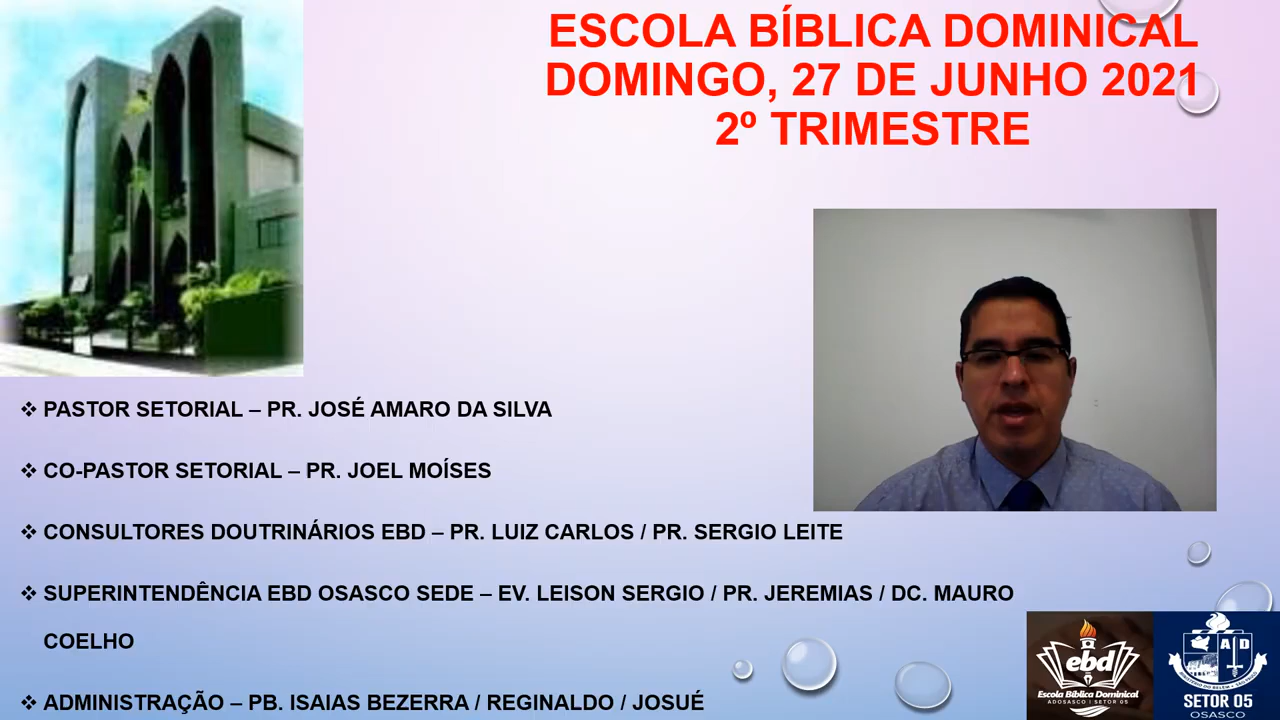 ESCOLA BÍBLICA DOMINICAL
DOMINGO, 27 DE JUNHO 2021
2º TRIMESTRE
❖ PASTOR SETORIAL – PR. JOSÉ AMARO DA SILVA
❖ CO-PASTOR SETORIAL – PR. JOEL MOÍSES
❖ CONSULTORES DOUTRINÁRIOS EBD – PR. LUIZ CARLOS / PR. SERGIO LEITE
❖ SUPERINTENDÊNCIA EBD OSASCO SEDE – EV. LEISON SERGIO / PR. JEREMIAS / DC. MAURO
COELHO
❖ ADMINISTRAÇÃO – PB. ISAIAS BEZERRA / REGINALDO / JOSUÉ
ebd
Escola Bíblica Dominical
ADOSASCO | SETOR 05
A D
SETOR 05
OSASCO